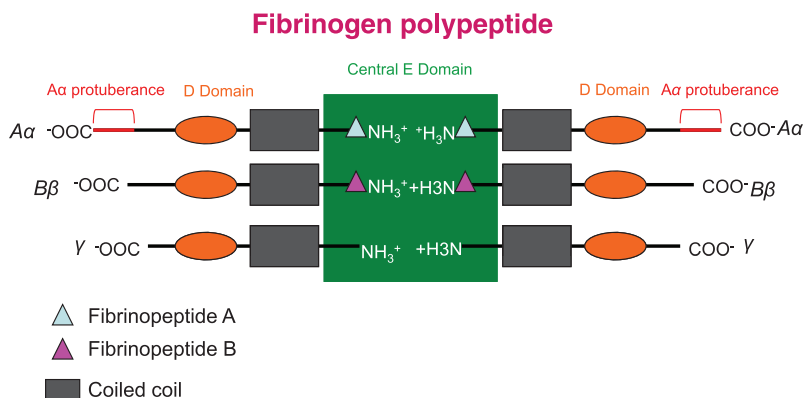 Fibrinogen polypeptide
Central E Domain
Aα protuberance D Domain D Domain Aα protuberance
Aα ⁻OOC NH₃⁺ ⁺H₃N COO⁻ Aα
Bβ ⁻OOC NH₃⁺ +H3N COO⁻ Bβ
γ ⁻OOC NH₃⁺ +H3N COO⁻ γ
Fibrinopeptide A
Fibrinopeptide B
Coiled coil